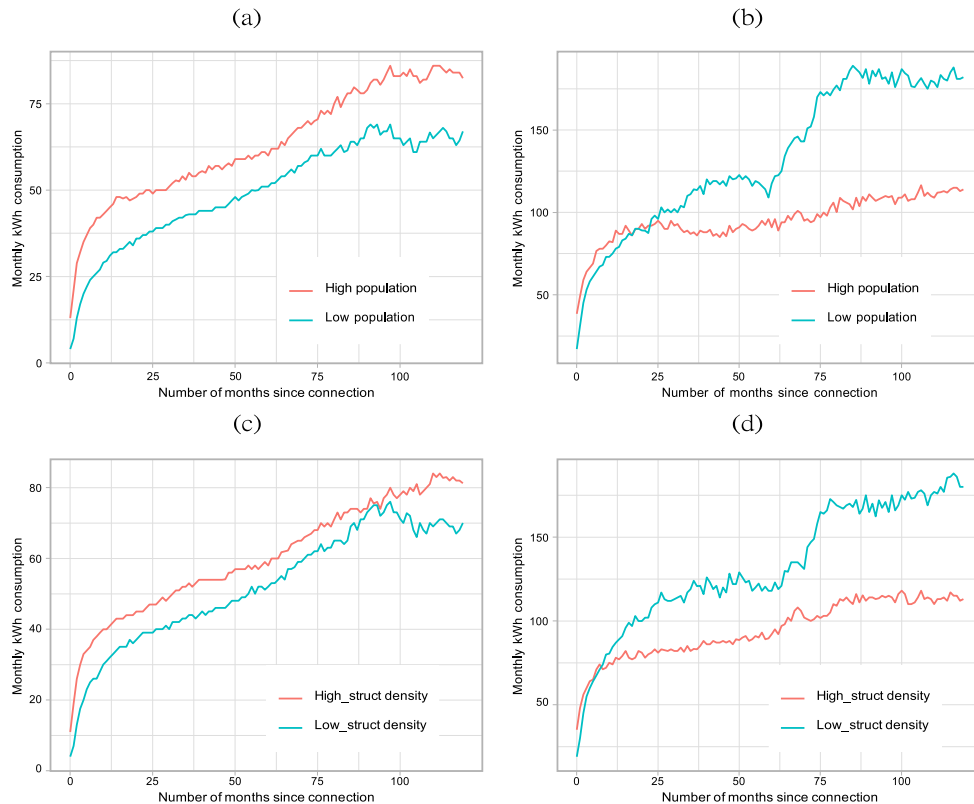 (a)
Monthly kWh consumption
75
50
25
0
High population
Low population
0 25 50 75 100
Number of months since connection
(b)
Monthly kWh consumption
150
100
50
High population
Low population
0 25 50 75 100
Number of months since connection
(c)
Monthly kWh consumption
80
60
40
20
0
High_struct density
Low_struct density
0 25 50 75 100
Number of months since connection
(d)
Monthly kWh consumption
150
100
50
High_struct density
Low_struct density
0 25 50 75 100
Number of months since connection